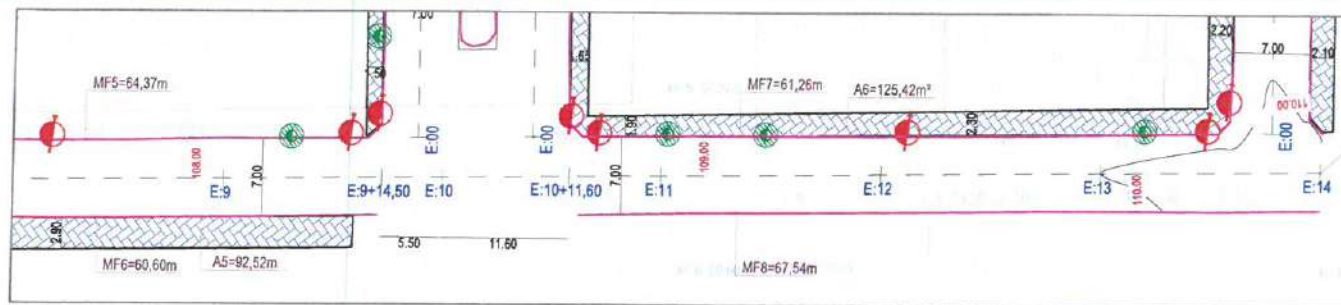 7.00
2.20
7.00
2.10
1.50
1.65
MF5=64,37m
MF7=61,26m
A6=125,42m²
110.00
E:00
E:00
1.90
2.30
E:00
108.00
7.00
109.00
7.00
E:9
E:9+14,50
E:10
E:10+11,60
E:11
E:12
E:13
110.00
E:14
2.90
5.50
11.60
MF6=60,60m
A5=92,52m
MF8=67,54m